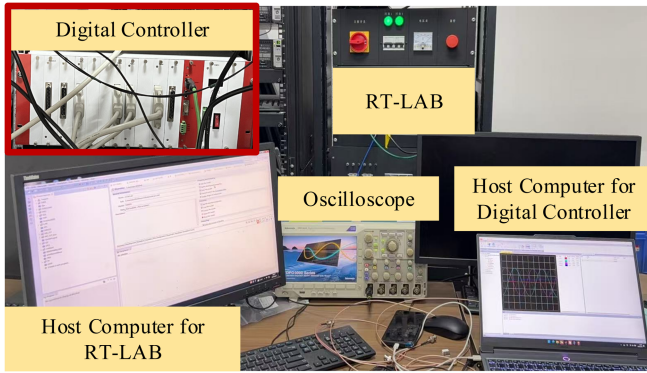 Digital Controller
RT-LAB
Oscilloscope
Host Computer for
Digital Controller
Host Computer for
RT-LAB